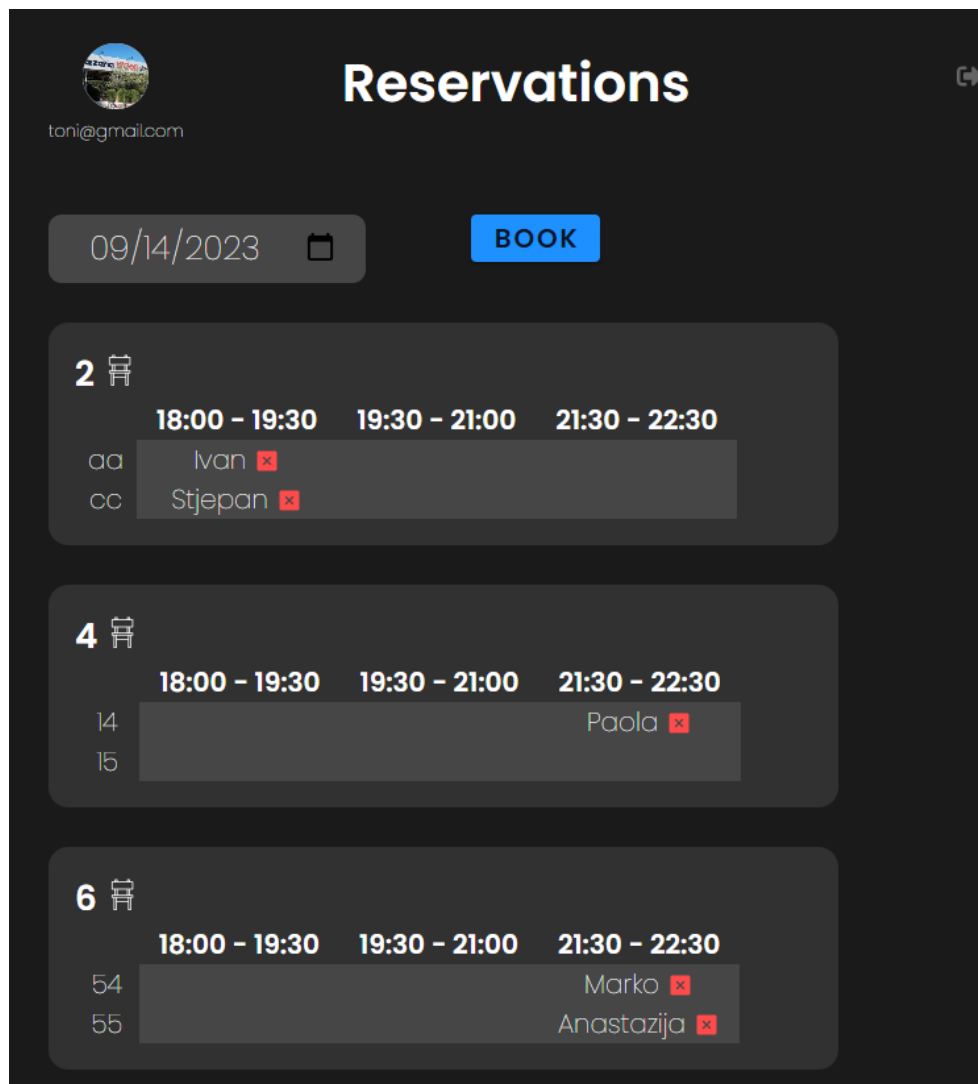 Reservations
toni@gmail.com
09/14/2023
BOOK
2
18:00 - 19:30 19:30 - 21:00 21:30 - 22:30
aa Ivan
cc Stjepan
4
18:00 - 19:30 19:30 - 21:00 21:30 - 22:30
14 Paola
15
6
18:00 - 19:30 19:30 - 21:00 21:30 - 22:30
54 Marko
55 Anastazija